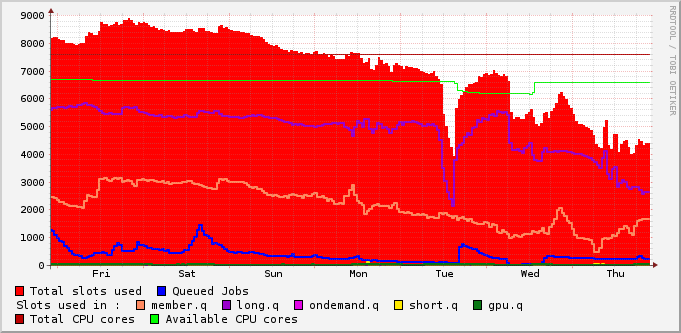 RRDTOOL / TOBI OETIKER
9000
8000
7000
6000
5000
4000
3000
2000
1000
0
Fri Sat Sun Mon Tue Wed Thu
Total slots used Queued Jobs
Slots used in : member.q long.q ondemand.q short.q gpu.q
Total CPU cores Available CPU cores